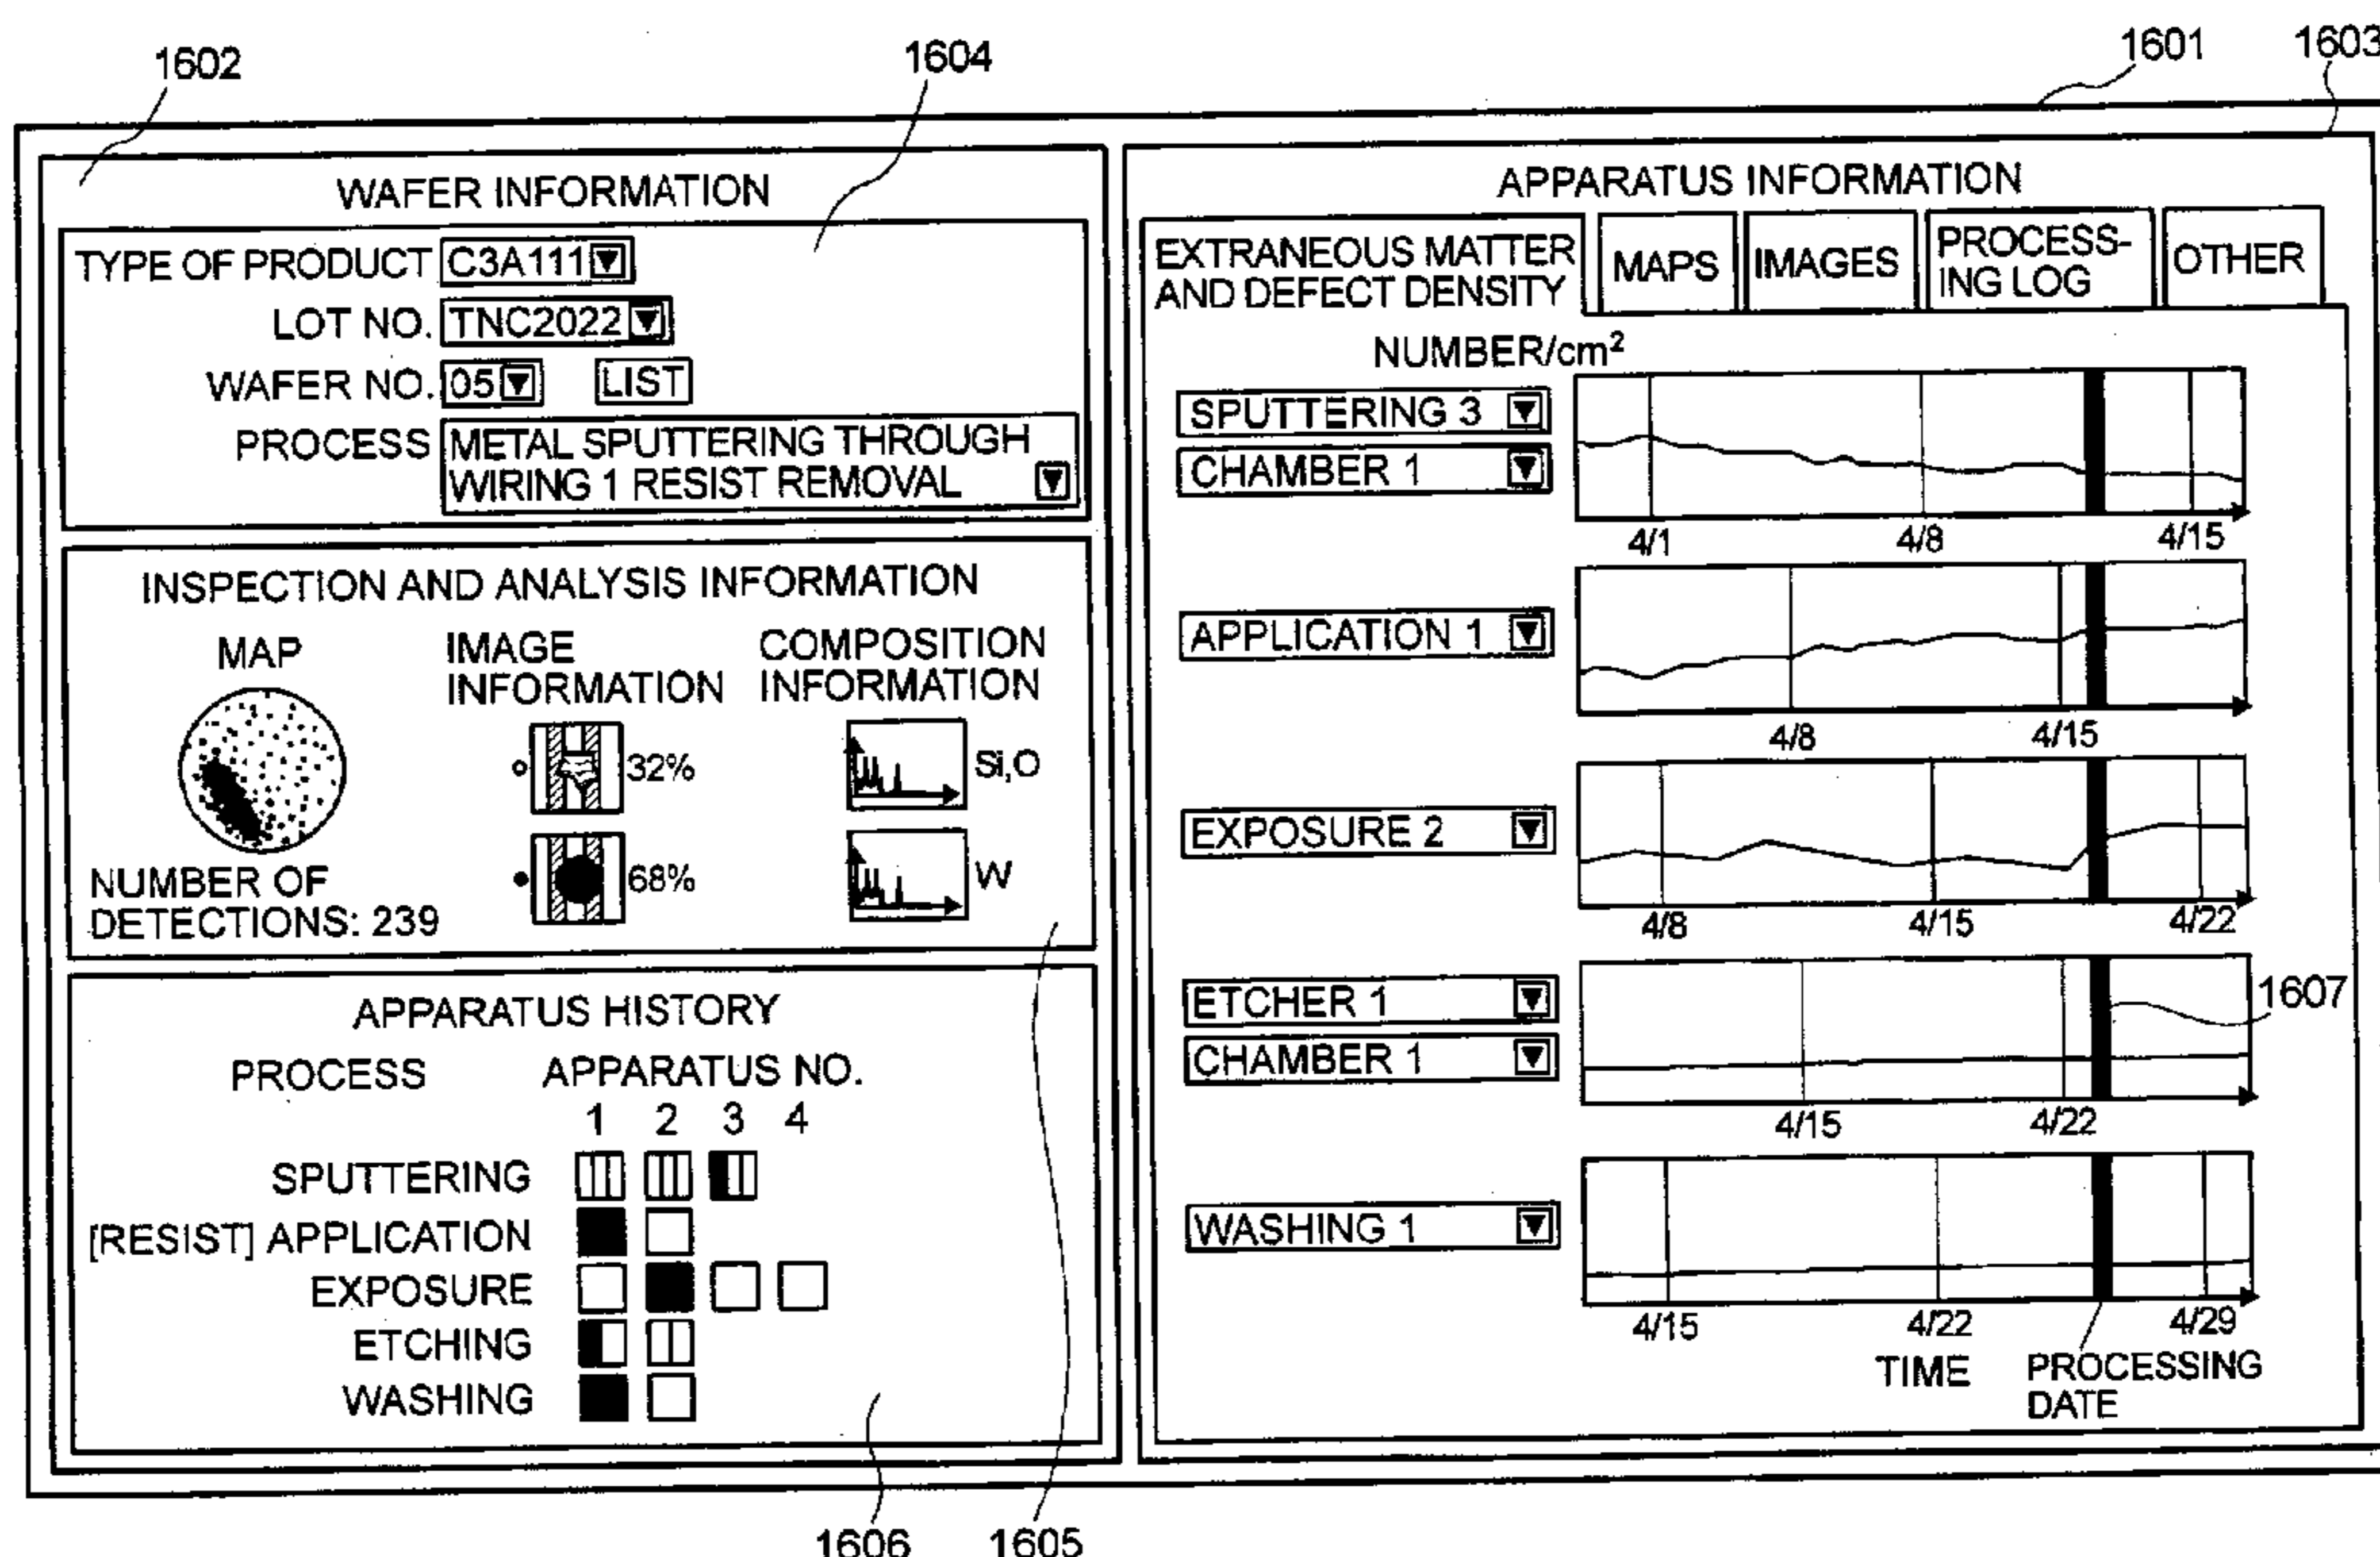 1602
1604
1601
1603
WAFER INFORMATION
TYPE OF PRODUCT C3A111
LOT NO. TNC2022
WAFER NO. 05 LIST
PROCESS METAL SPUTTERING THROUGH
WIRING 1 RESIST REMOVAL
INSPECTION AND ANALYSIS INFORMATION
MAP
IMAGE
INFORMATION
COMPOSITION
INFORMATION
32%
Si,O
68%
W
NUMBER OF
DETECTIONS: 239
APPARATUS HISTORY
PROCESS APPARATUS NO.
1 2 3 4
SPUTTERING
[RESIST] APPLICATION
EXPOSURE
ETCHING
WASHING
1606
1605
APPARATUS INFORMATION
EXTRANEOUS MATTER
AND DEFECT DENSITY
MAPS
IMAGES
PROCESS-
ING LOG
OTHER
NUMBER/cm²
SPUTTERING 3
CHAMBER 1
4/1 4/8 4/15
APPLICATION 1
4/8 4/15
EXPOSURE 2
4/8 4/15 4/22
ETCHER 1
CHAMBER 1
1607
4/15 4/22
WASHING 1
4/15 4/22 4/29
TIME
PROCESSING
DATE